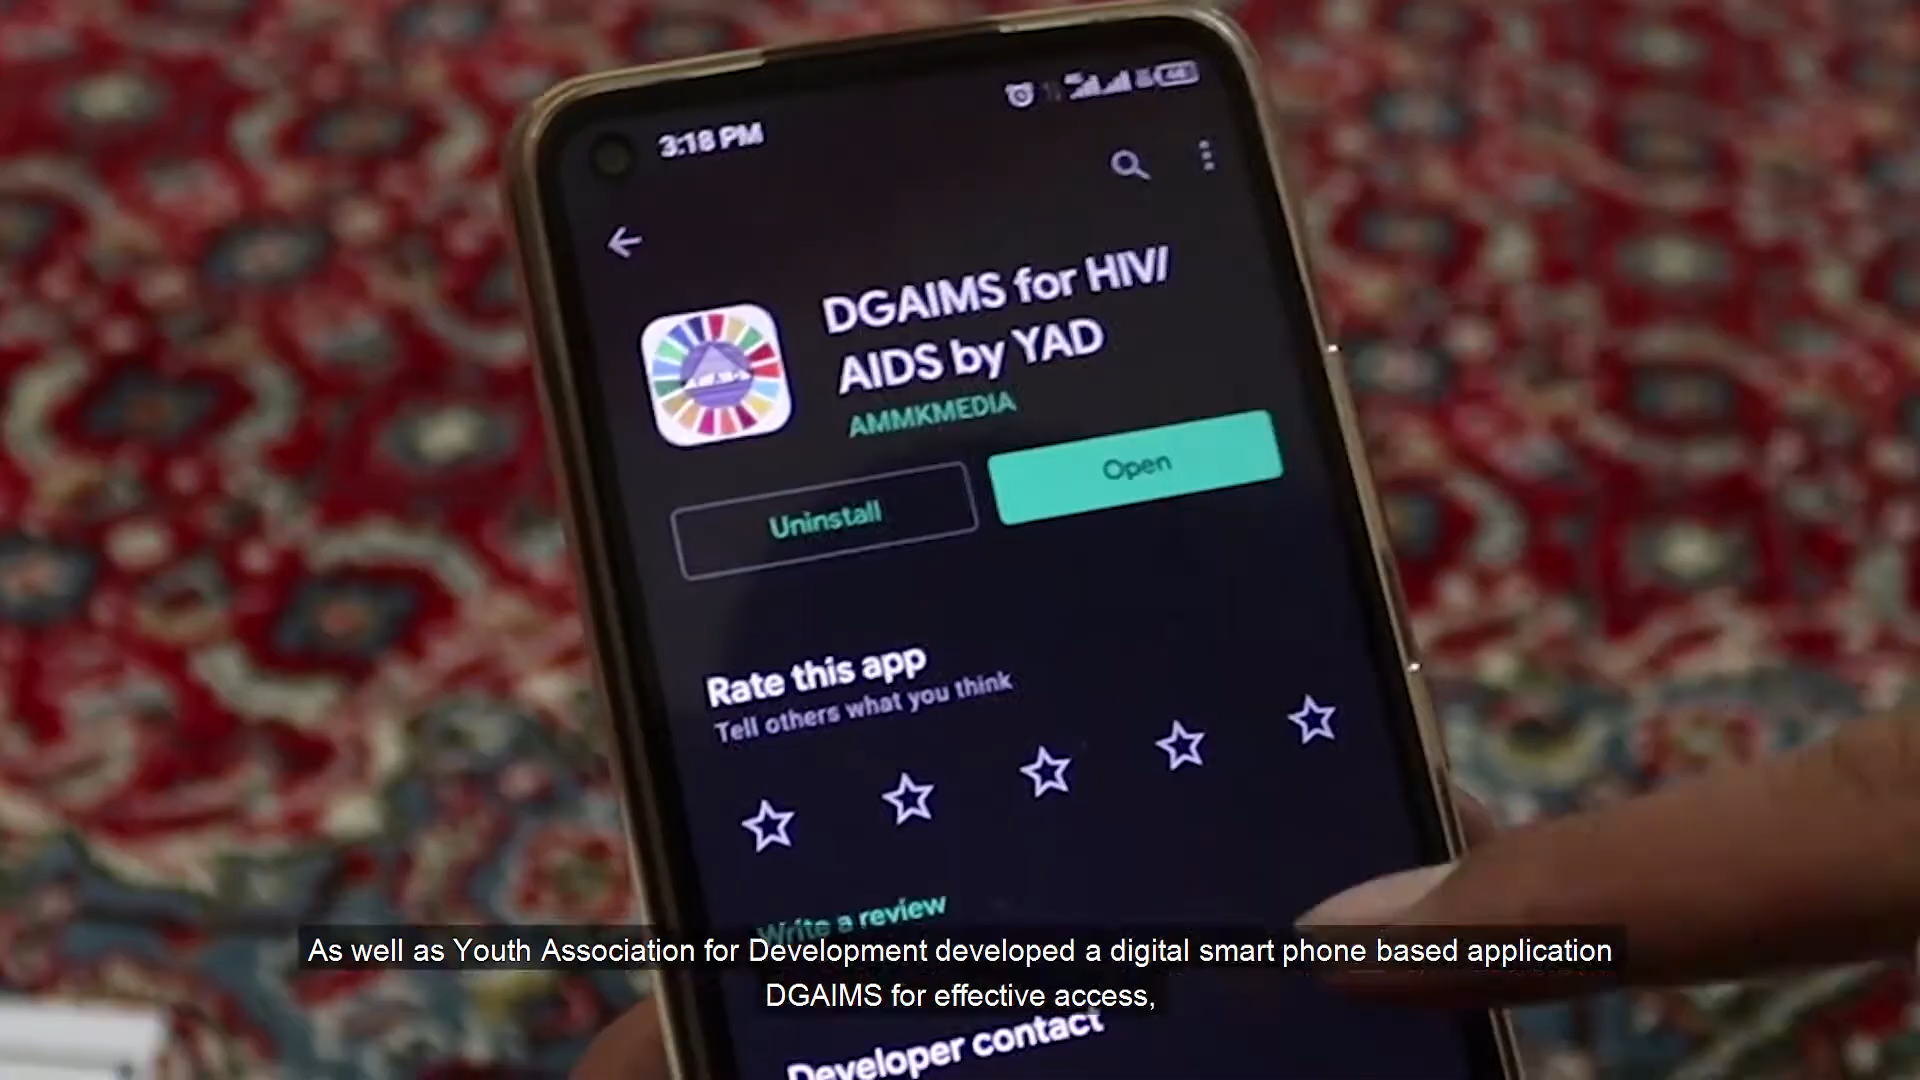 3:18 PM
DGAIMS for HIV/
AIDS by YAD
AMMKMEDIA
Uninstall
Open
Rate this app
Tell others what you think
Write a review
As well as Youth Association for Development developed a digital smart phone based application
DGAIMS for effective access,
Developer contact